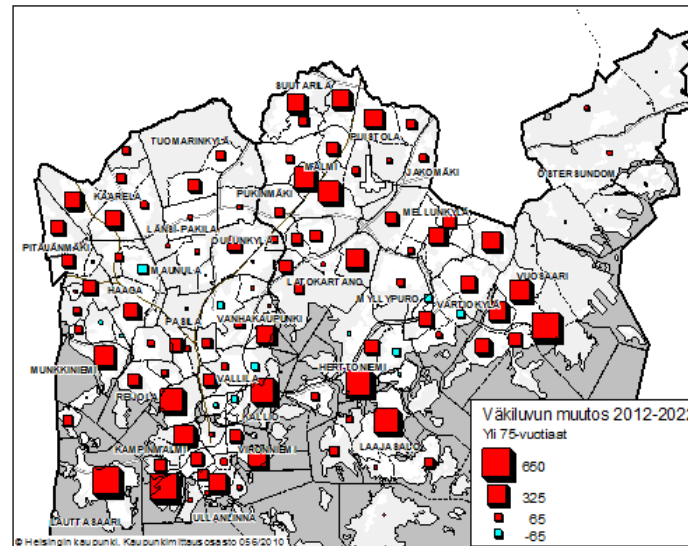 SUUTARILA
PUISTOLA
TUOMARINKYLÄ
MALMI
JAKOMÄKI
ÖSTERSUNDOM
KAARELA
PUKINMÄKI
MELLUNKYLÄ
LÄNSI-PAKILA
PITÄJÄNMÄKI
OULUNKYLÄ
MAUNULA
LATOKARTANO
VUOSAARI
HAAGA
MYLLYPURO
VARTIOKYLÄ
PASILA
VANHAKAUPUNKI
MUNKKINIEMI
HERTTONIEMI
VALLILA
REIJOLA
KALLIO
LAAJASALO
KAMPINMALMI
VIRONNIEMI
LAUTTASAARI
ULLANLINNA
Väkiluvun muutos 2012-2022
Yli 75-vuotiaat
650
325
65
-65
© Helsingin kaupunki, Kaupunkimittausosasto 056/2010